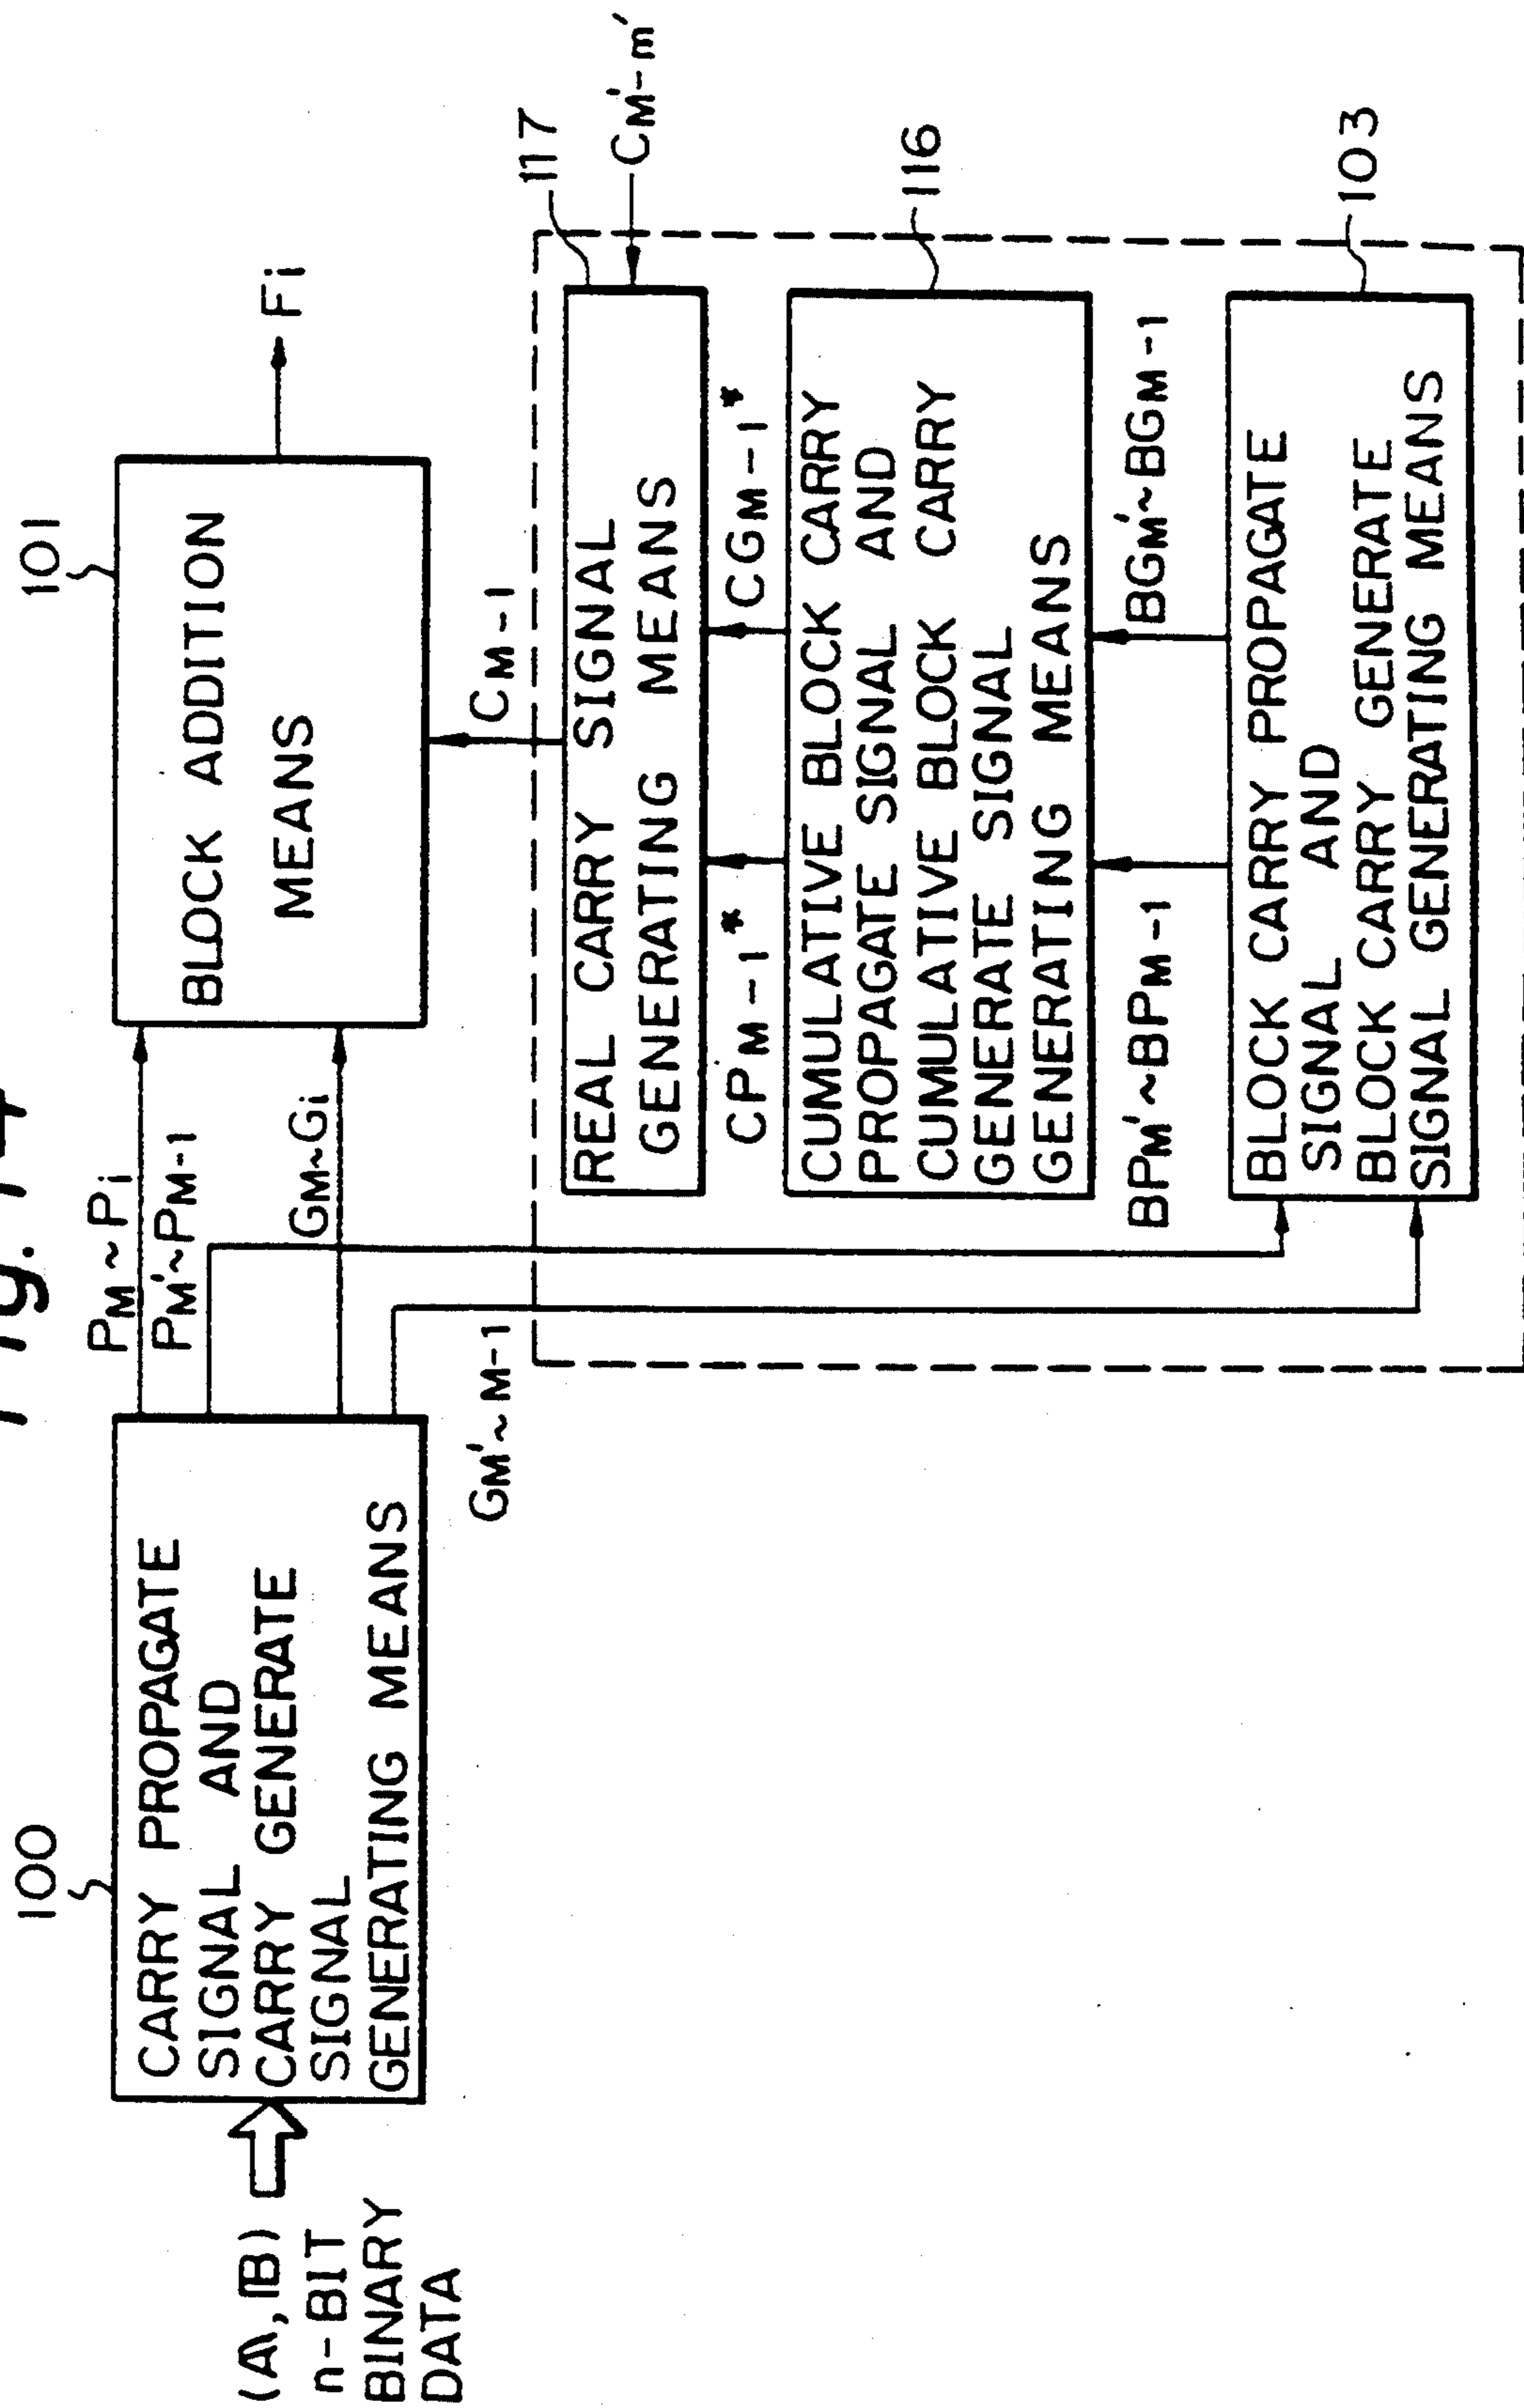 100
CARRY PROPAGATE
SIGNAL AND
CARRY GENERATE
SIGNAL
GENERATING MEANS
(A, B)
n-BIT
BINARY
DATA
PM~Pi
PM'~PM-1
GM~Gi
GM'~M-1
101
BLOCK ADDITION
MEANS
Fi
CM-1
117
CM'-m'
REAL CARRY SIGNAL
GENERATING MEANS
CPM-1*
CGM-1*
116
CUMULATIVE BLOCK CARRY
PROPAGATE SIGNAL AND
CUMULATIVE BLOCK CARRY
GENERATE SIGNAL
GENERATING MEANS
BPM'~BPM-1
BGM'~BGM-1
103
BLOCK CARRY PROPAGATE
SIGNAL AND
BLOCK CARRY GENERATE
SIGNAL GENERATING MEANS